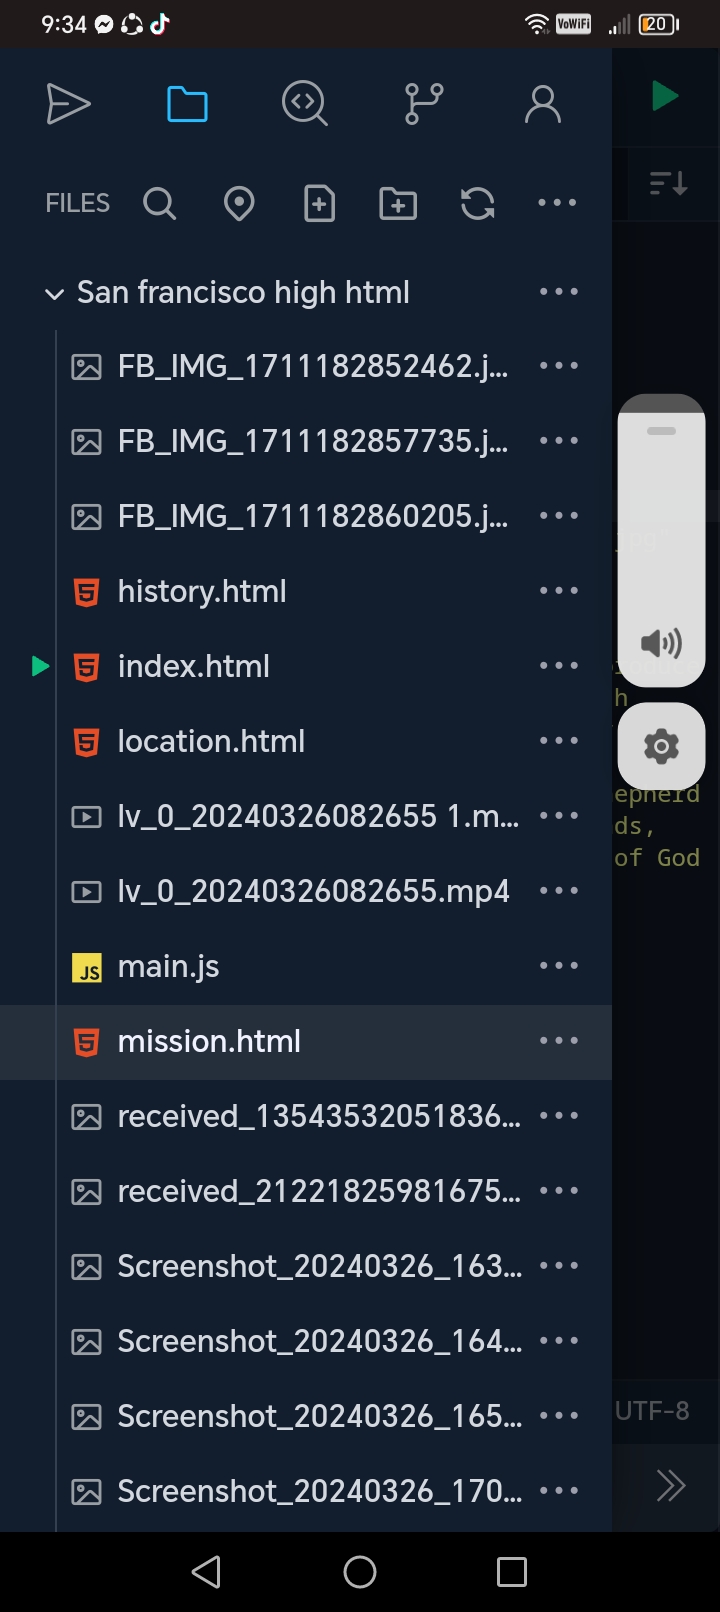 9:34
VoWiFi
20
FILES
San francisco high html
FB_IMG_1711182852462.j...
FB_IMG_1711182857735.j...
FB_IMG_1711182860205.j...
jpg"
history.html
index.html
h
location.html
epherd
lv_0_20240326082655 1.m...
ds,
of God
lv_0_20240326082655.mp4
JS main.js
mission.html
received_13543532051836...
received_21221825981675...
Screenshot_20240326_163...
Screenshot_20240326_164...
Screenshot_20240326_165...
UTF-8
Screenshot_20240326_170...